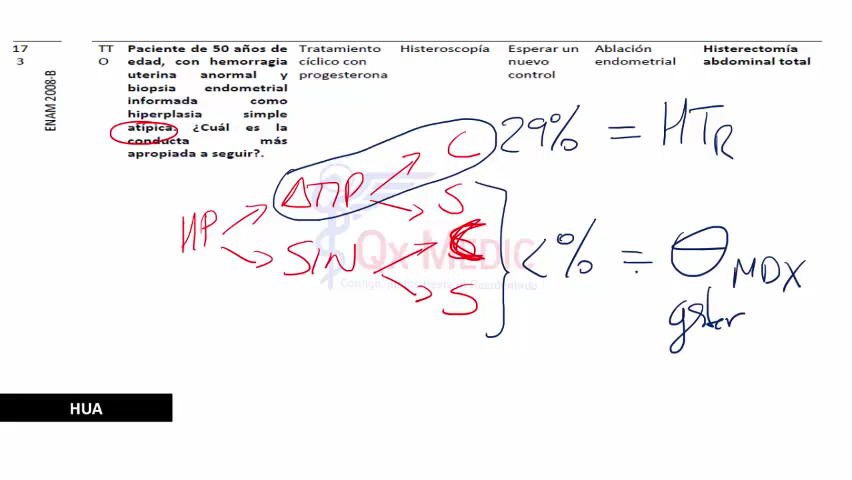 17
3
ENAM 2008-B
TT
O
Paciente de 50 años de
edad, con hemorragia
uterina anormal y
biopsia endometrial
informada como
hiperplasia simple
atípica. ¿Cuál es la
conducta más
apropiada a seguir?.
Tratamiento
cíclico con
progesterona
Histeroscopía
Esperar un
nuevo
control
Ablación
endometrial
Histerectomía
abdominal total
C 29% = HTR
ATIP
S
HP
SIN
S
<%
MDX
Qx MEDIC
HUA